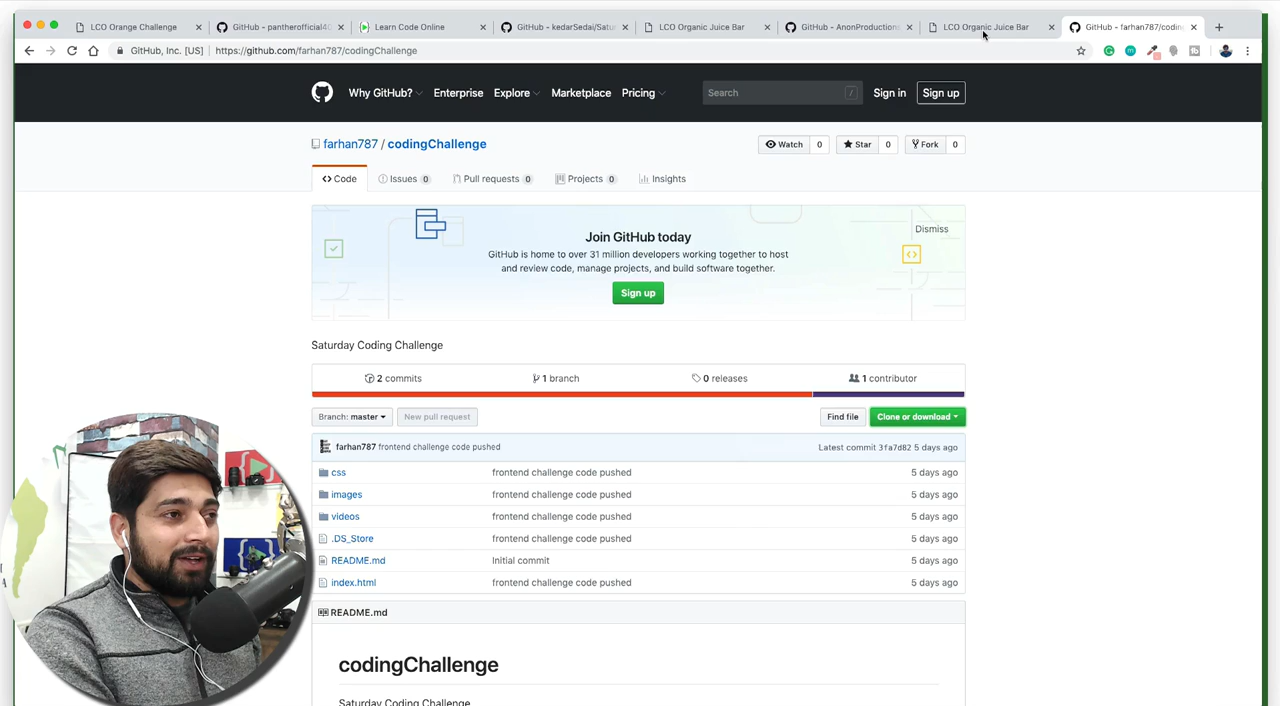 LCO Orange Challenge
GitHub - pantherofficial40
Learn Code Online
GitHub - kedarSedai/Satu
LCO Organic Juice Bar
GitHub - AnonProduction
LCO Organic Juice Bar
GitHub - farhan787/codin
GitHub, Inc. [US]
https://github.com/farhan787/codingChallenge
Why GitHub?
Enterprise
Explore
Marketplace
Pricing
Search
/
Sign in
Sign up
farhan787 / codingChallenge
Watch 0
Star 0
Fork 0
Code
Issues 0
Pull requests 0
Projects 0
Insights
Join GitHub today
Dismiss
GitHub is home to over 31 million developers working together to host
and review code, manage projects, and build software together.
Sign up
Saturday Coding Challenge
2 commits
1 branch
0 releases
1 contributor
Branch: master
New pull request
Find file
Clone or download
farhan787 frontend challenge code pushed
Latest commit 3fa7d82 5 days ago
css frontend challenge code pushed 5 days ago
images frontend challenge code pushed 5 days ago
videos frontend challenge code pushed 5 days ago
.DS_Store frontend challenge code pushed 5 days ago
README.md Initial commit 5 days ago
index.html frontend challenge code pushed 5 days ago
README.md
codingChallenge
Saturday Coding Challenge